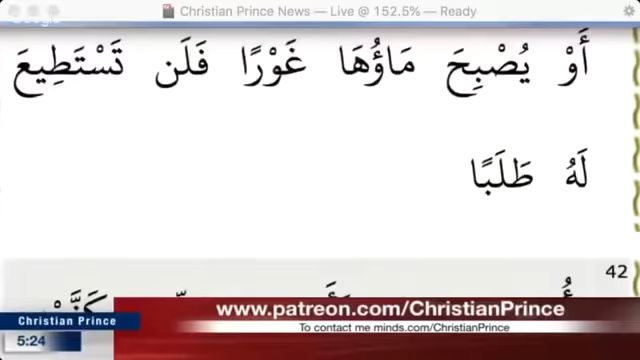 Christian Prince News — Live @ 152.5% — Ready
أَوْ يُصْبِحَ مَاؤُهَا غَوْرًا فَلَن تَسْتَطِيعَ
لَهُ طَلَبًا
42
www.patreon.com/ChristianPrince
To contact me minds.com/ChristianPrince
Christian Prince
5:24